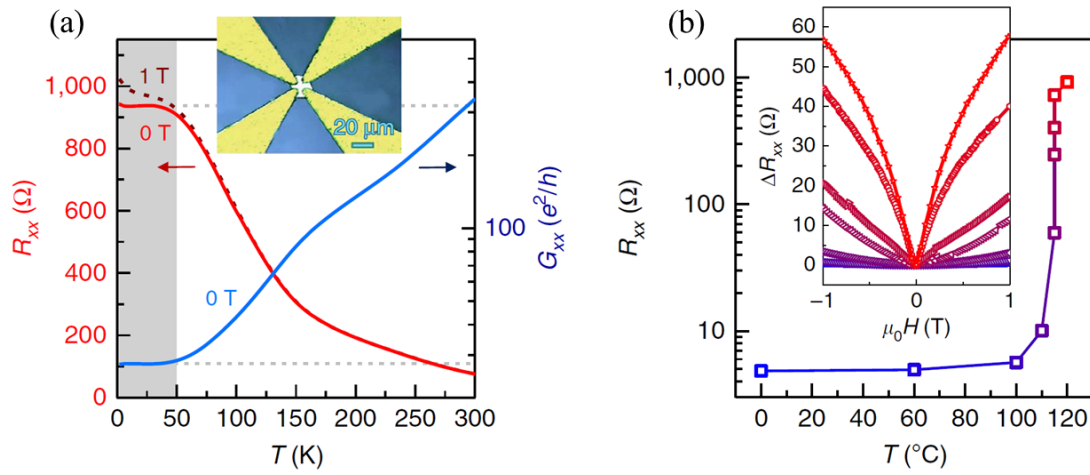 (a)
20 μm
1,000
800
600
400
200
0
R_xx (Ω)
1 T
0 T
0 T
100
G_xx (e²/h)
0 50 100 150 200 250 300
T (K)
(b)
1,000
100
10
R_xx (Ω)
60
50
40
30
20
10
0
ΔR_xx (Ω)
−1 0 1
μ₀H (T)
0 20 40 60 80 100 120
T (°C)